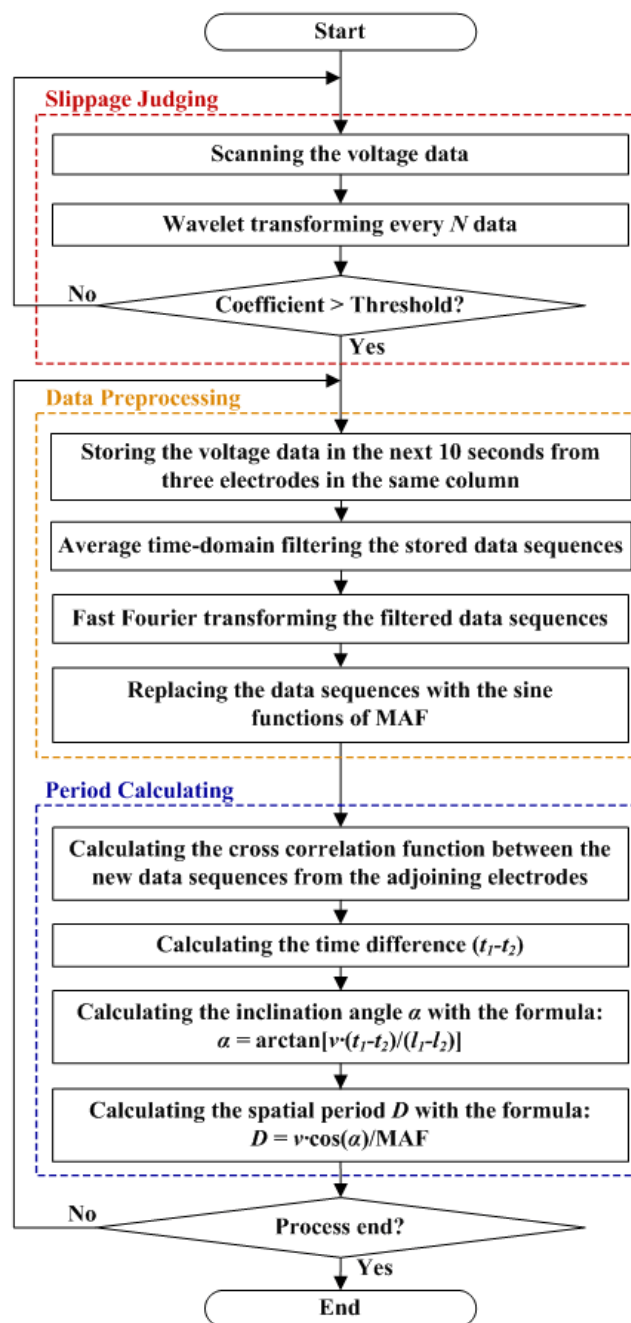 Start
Slippage Judging
Scanning the voltage data
Wavelet transforming every N data
No
Coefficient > Threshold?
Yes
Data Preprocessing
Storing the voltage data in the next 10 seconds from
three electrodes in the same column
Average time-domain filtering the stored data sequences
Fast Fourier transforming the filtered data sequences
Replacing the data sequences with the sine
functions of MAF
Period Calculating
Calculating the cross correlation function between the
new data sequences from the adjoining electrodes
Calculating the time difference (t₁-t₂)
Calculating the inclination angle α with the formula:
α = arctan[v·(t₁-t₂)/(l₁-l₂)]
Calculating the spatial period D with the formula:
D = v·cos(α)/MAF
No
Process end?
Yes
End